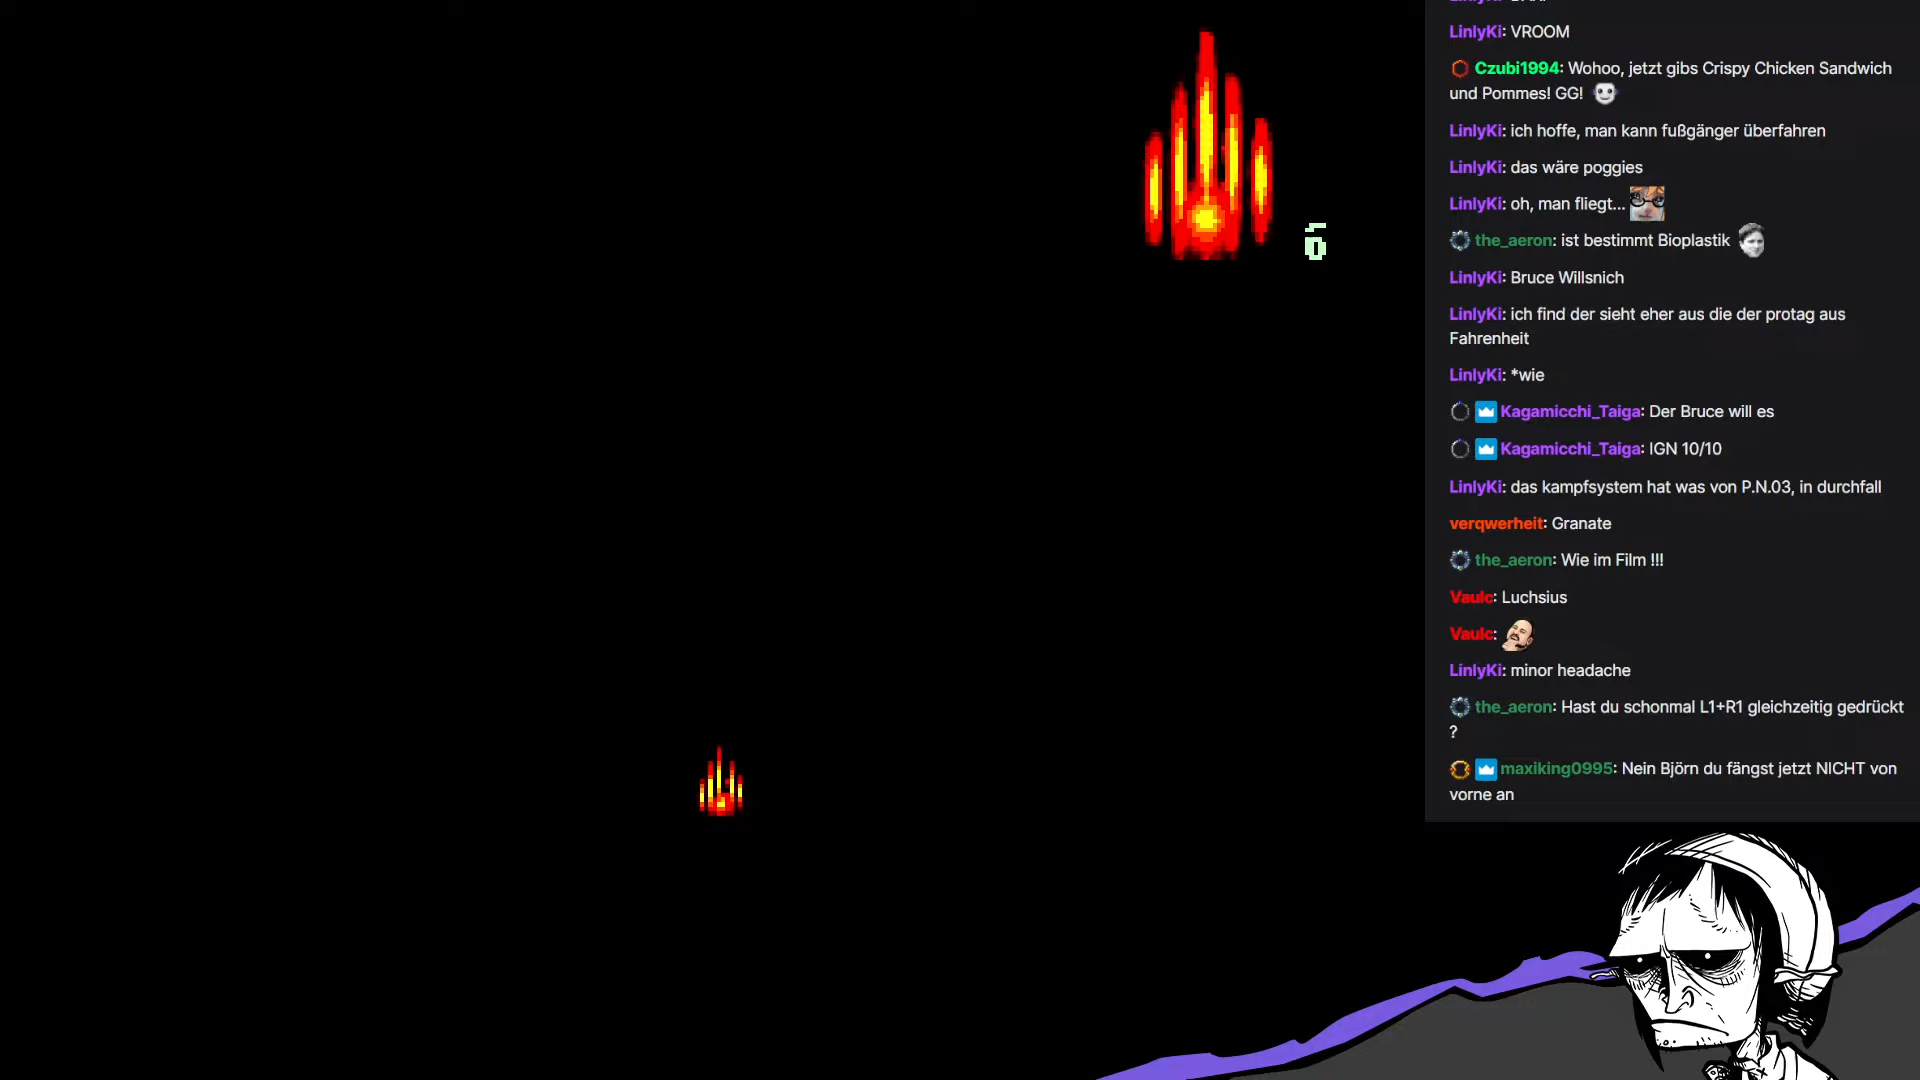 LinlyKi: VROOM
Czubi1994: Wohoo, jetzt gibs Crispy Chicken Sandwich
und Pommes! GG!
LinlyKi: ich hoffe, man kann fußgänger überfahren
LinlyKi: das wäre poggies
LinlyKi: oh, man fliegt...
the_aeron: ist bestimmt Bioplastik
6
LinlyKi: Bruce Willsnich
LinlyKi: ich find der sieht eher aus die der protag aus
Fahrenheit
LinlyKi: *wie
Kagamicchi_Taiga: Der Bruce will es
Kagamicchi_Taiga: IGN 10/10
LinlyKi: das kampfsystem hat was von P.N.03, in durchfall
verqwerheit: Granate
the_aeron: Wie im Film !!!
Vaulc: Luchsius
Vaulc:
LinlyKi: minor headache
the_aeron: Hast du schonmal L1+R1 gleichzeitig gedrückt
?
maxiking0995: Nein Björn du fängst jetzt NICHT von
vorne an